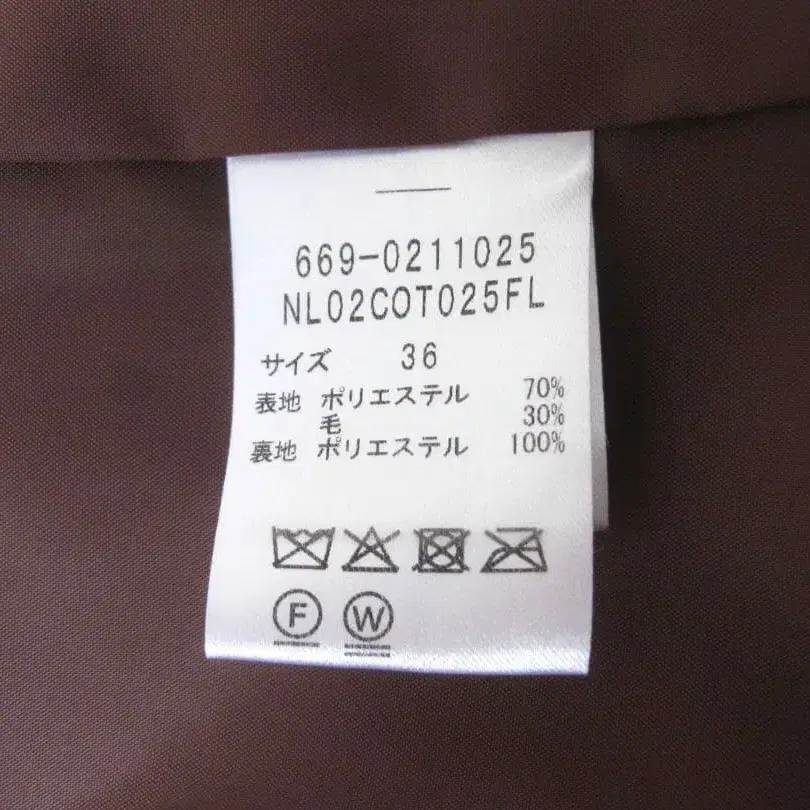 669-0211025
NL02COT025FL
サイズ 36
表地 ポリエステル 70%
毛 30%
裏地 ポリエステル 100%
F W